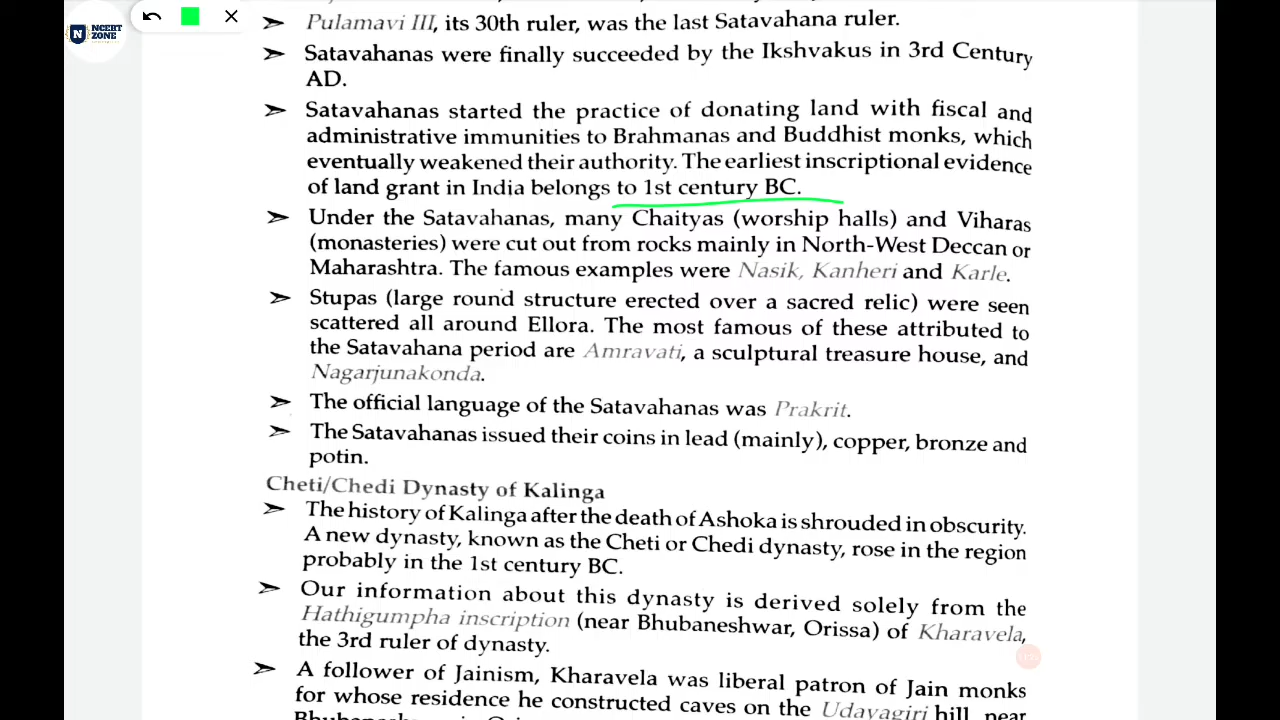 NCERT
ZONE
➢ Pulamavi III, its 30th ruler, was the last Satavahana ruler.
➢ Satavahanas were finally succeeded by the Ikshvakus in 3rd Century
AD.
➢ Satavahanas started the practice of donating land with fiscal and
administrative immunities to Brahmanas and Buddhist monks, which
eventually weakened their authority. The earliest inscriptional evidence
of land grant in India belongs to 1st century BC.
➢ Under the Satavahanas, many Chaityas (worship halls) and Viharas
(monasteries) were cut out from rocks mainly in North-West Deccan or
Maharashtra. The famous examples were Nasik, Kanheri and Karle.
➢ Stupas (large round structure erected over a sacred relic) were seen
scattered all around Ellora. The most famous of these attributed to
the Satavahana period are Amravati, a sculptural treasure house, and
Nagarjunakonda.
➢ The official language of the Satavahanas was Prakrit.
➢ The Satavahanas issued their coins in lead (mainly), copper, bronze and
potin.
Cheti/Chedi Dynasty of Kalinga
➢ The history of Kalinga after the death of Ashoka is shrouded in obscurity.
A new dynasty, known as the Cheti or Chedi dynasty, rose in the region
probably in the 1st century BC.
➢ Our information about this dynasty is derived solely from the
Hathigumpha inscription (near Bhubaneshwar, Orissa) of Kharavela,
the 3rd ruler of dynasty.
➢ A follower of Jainism, Kharavela was liberal patron of Jain monks
for whose residence he constructed caves on the Udayagiri hill, near